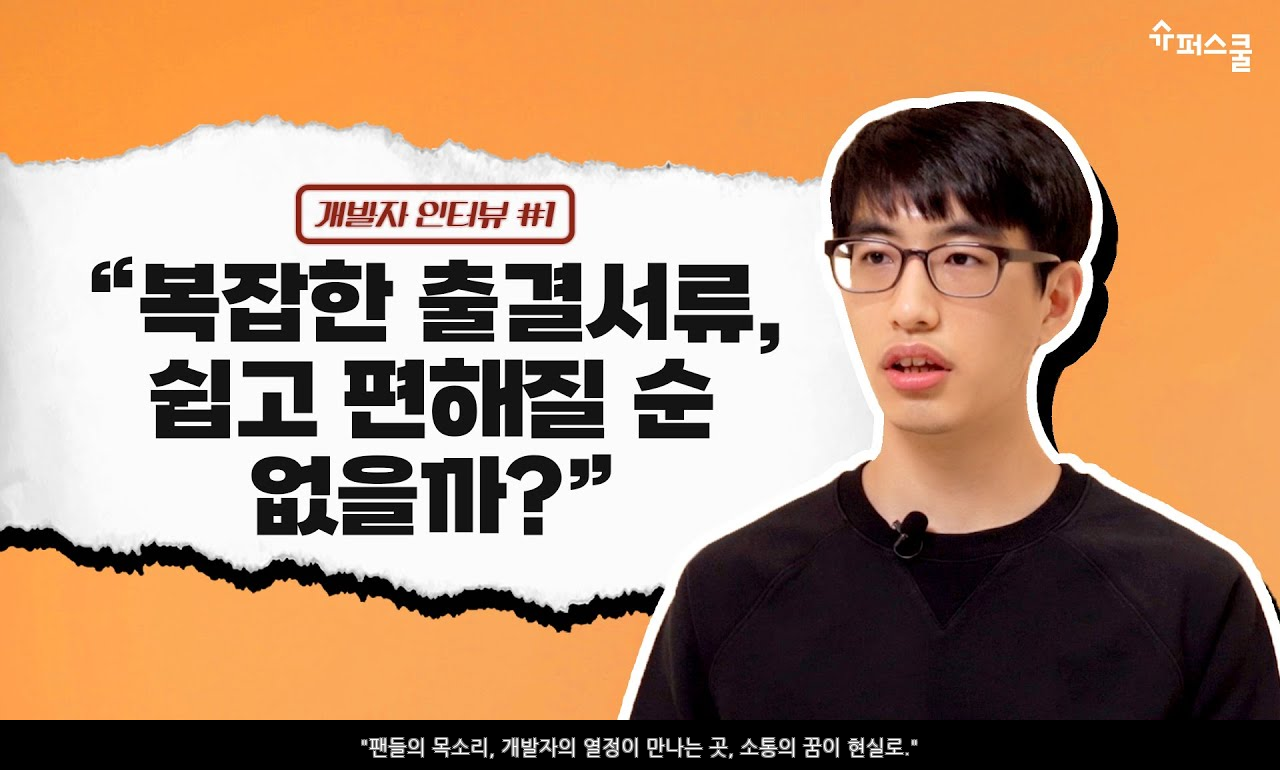 슈퍼스쿨
개발자 인터뷰 #1
“복잡한 출결서류,
쉽고 편해질 순
없을까?”
"팬들의 목소리, 개발자의 열정이 만나는 곳, 소통의 꿈이 현실로."